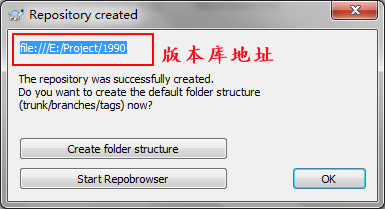 Repository created
file:///E:/Project/1990
版本库地址
The repository was successfully created.
Do you want to create the default folder structure
(trunk/branches/tags) now?
Create folder structure
Start Repobrowser
OK